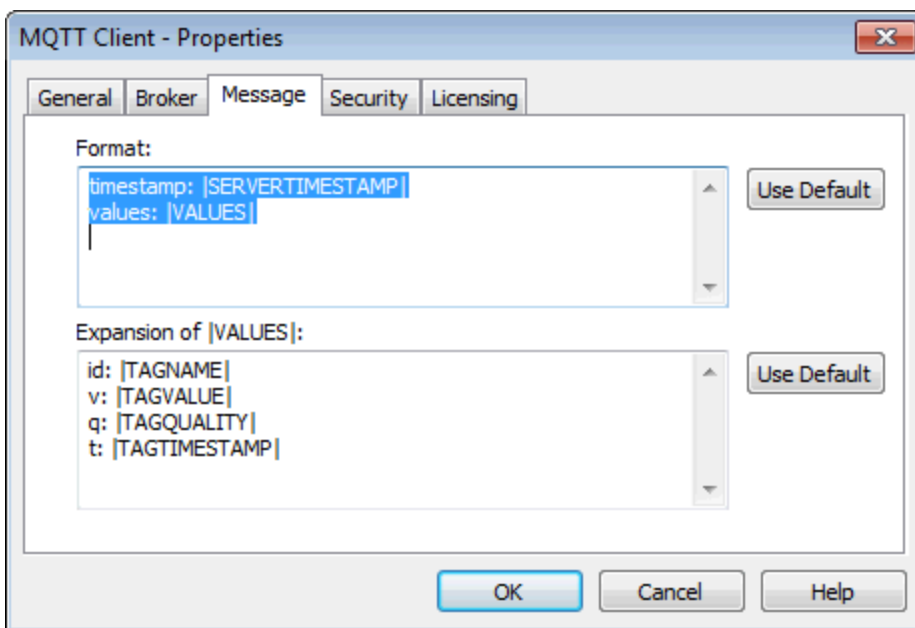 MQTT Client - Properties
General Broker Message Security Licensing
Format:
timestamp: |SERVERTIMESTAMP|
values: |VALUES|
Use Default
Expansion of |VALUES|:
id: |TAGNAME|
v: |TAGVALUE|
q: |TAGQUALITY|
t: |TAGTIMESTAMP|
Use Default
OK Cancel Help